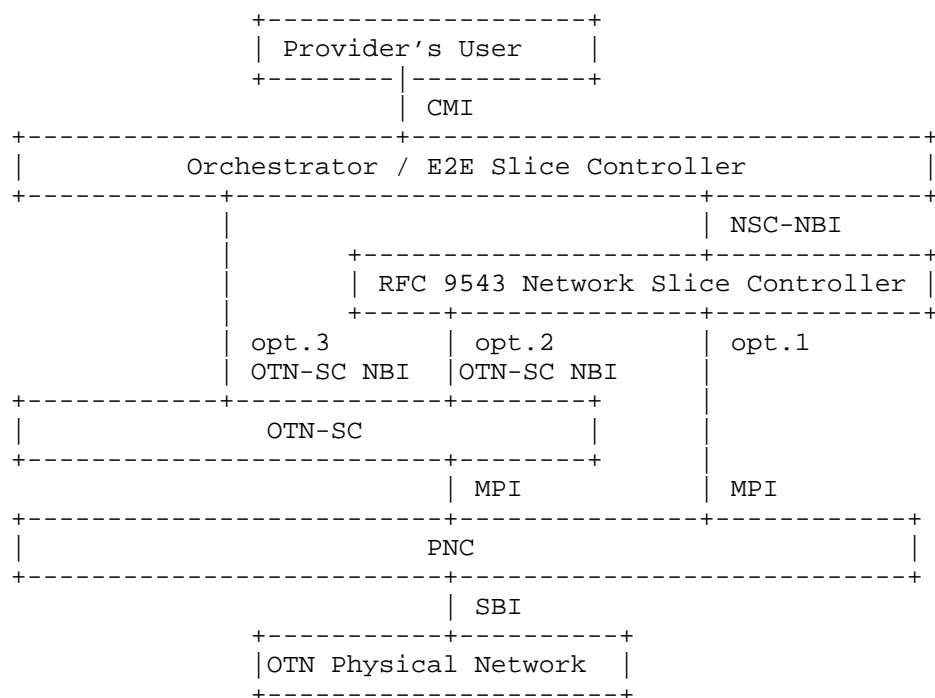 Provider's User
CMI
Orchestrator / E2E Slice Controller
NSC-NBI
RFC 9543 Network Slice Controller
opt.3 opt.2 opt.1
OTN-SC NBI OTN-SC NBI
OTN-SC
MPI MPI
PNC
SBI
OTN Physical Network